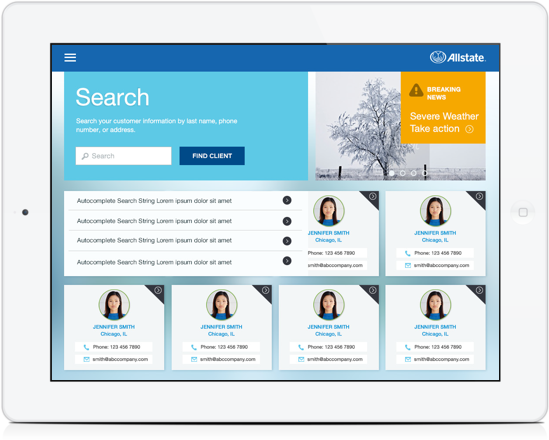 Allstate.
Search
Search your customer information by last name, phone
number, or address.
Search
FIND CLIENT
BREAKING
NEWS
Severe Weather
Take action
Autocomplete Search String Lorem ipsum dolor sit amet
Autocomplete Search String Lorem ipsum dolor sit amet
Autocomplete Search String Lorem ipsum dolor sit amet
Autocomplete Search String Lorem ipsum dolor sit amet
JENNIFER SMITH
Chicago, IL
Phone: 123 456 7890
smith@abccompany.com
JENNIFER SMITH
Chicago, IL
Phone: 123 456 7890
smith@abccompany.com
JENNIFER SMITH
Chicago, IL
Phone: 123 456 7890
smith@abccompany.com
JENNIFER SMITH
Chicago, IL
Phone: 123 456 7890
smith@abccompany.com
JENNIFER SMITH
Chicago, IL
Phone: 123 456 7890
smith@abccompany.com
JENNIFER SMITH
Chicago, IL
Phone: 123 456 7890
smith@abccompany.com